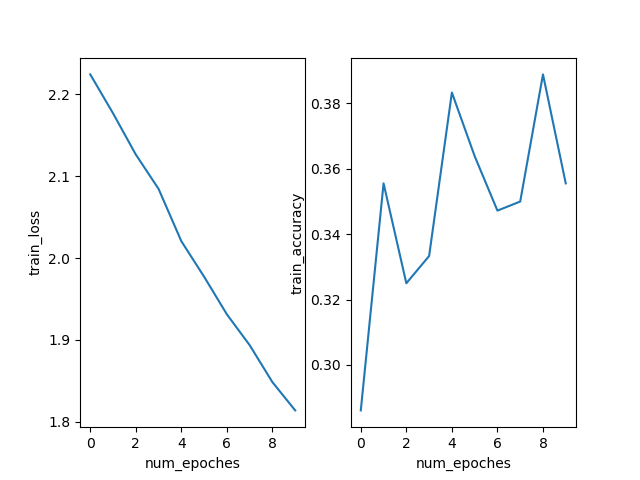 2.2
2.1
2.0
1.9
1.8
train_loss
0 2 4 6 8
num_epoches
0.38
0.36
0.34
0.32
0.30
train_accuracy
0 2 4 6 8
num_epoches